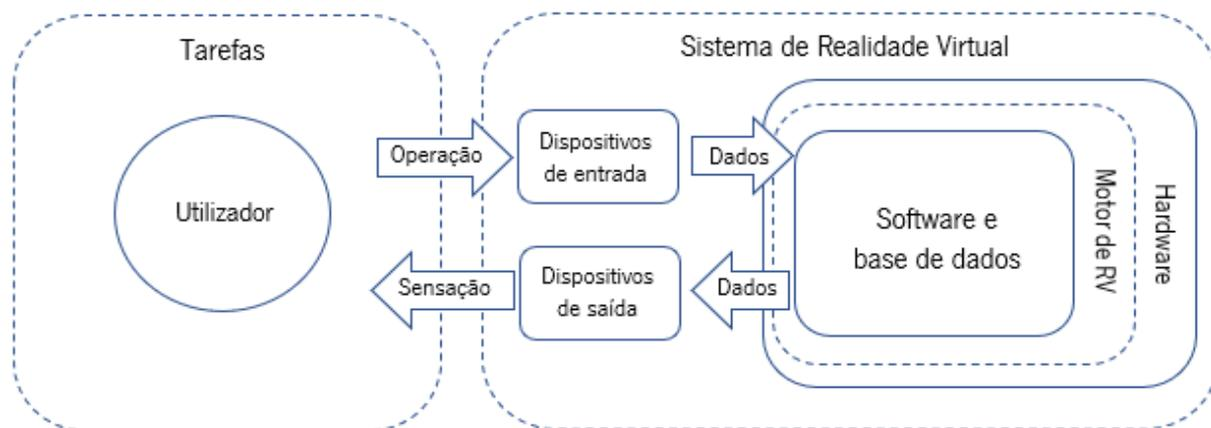 Tarefas
Sistema de Realidade Virtual
Utilizador
Operação
Dispositivos
de entrada
Dados
Sensação
Dispositivos
de saída
Dados
Software e
base de dados
Motor de RV
Hardware